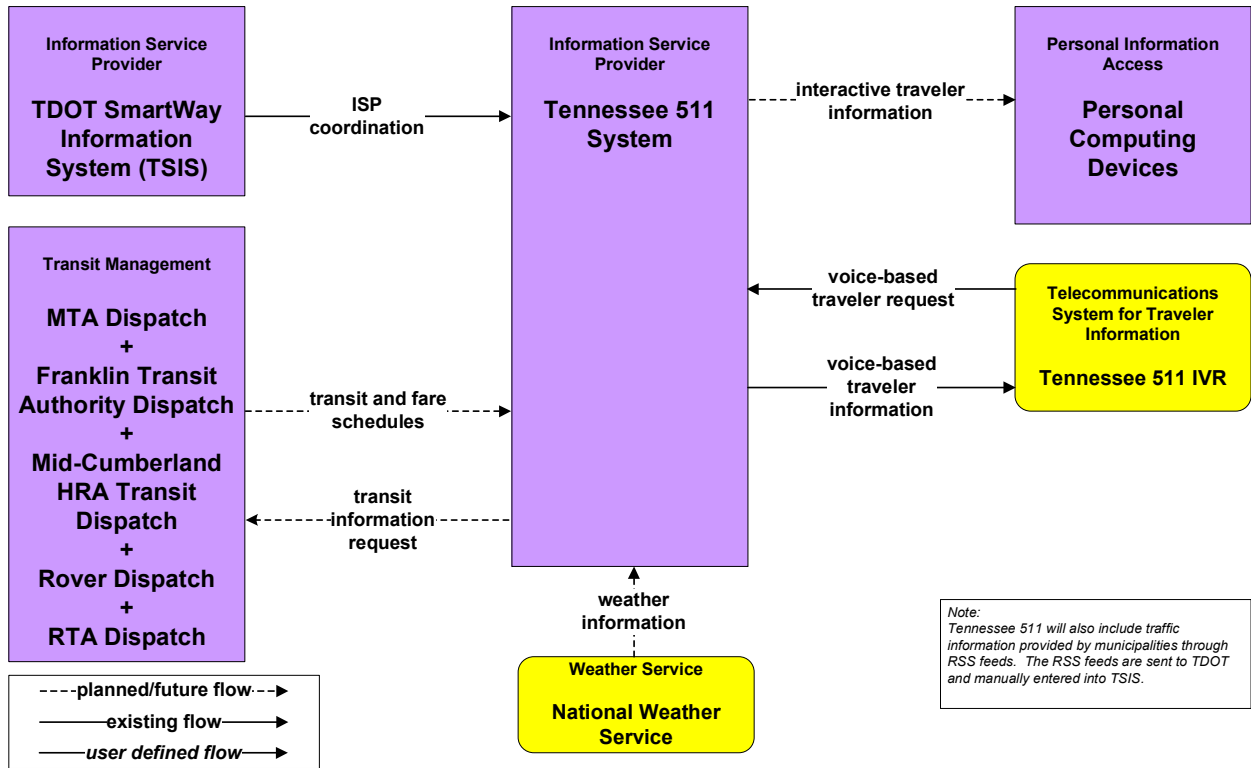 Information Service
Provider
TDOT SmartWay
Information
System (TSIS)
ISP
coordination
Information Service
Provider
Tennessee 511
System
interactive traveler
information
Personal Information
Access
Personal
Computing
Devices
Transit Management
MTA Dispatch
+
Franklin Transit
Authority Dispatch
+
Mid-Cumberland
HRA Transit
Dispatch
+
Rover Dispatch
+
RTA Dispatch
transit and fare
schedules
transit
information
request
voice-based
traveler request
voice-based
traveler
information
Telecommunications
System for Traveler
Information
Tennessee 511 IVR
weather
information
Weather Service
National Weather
Service
Note:
Tennessee 511 will also include traffic
information provided by municipalities through
RSS feeds.  The RSS feeds are sent to TDOT
and manually entered into TSIS.
planned/future flow
existing flow
user defined flow